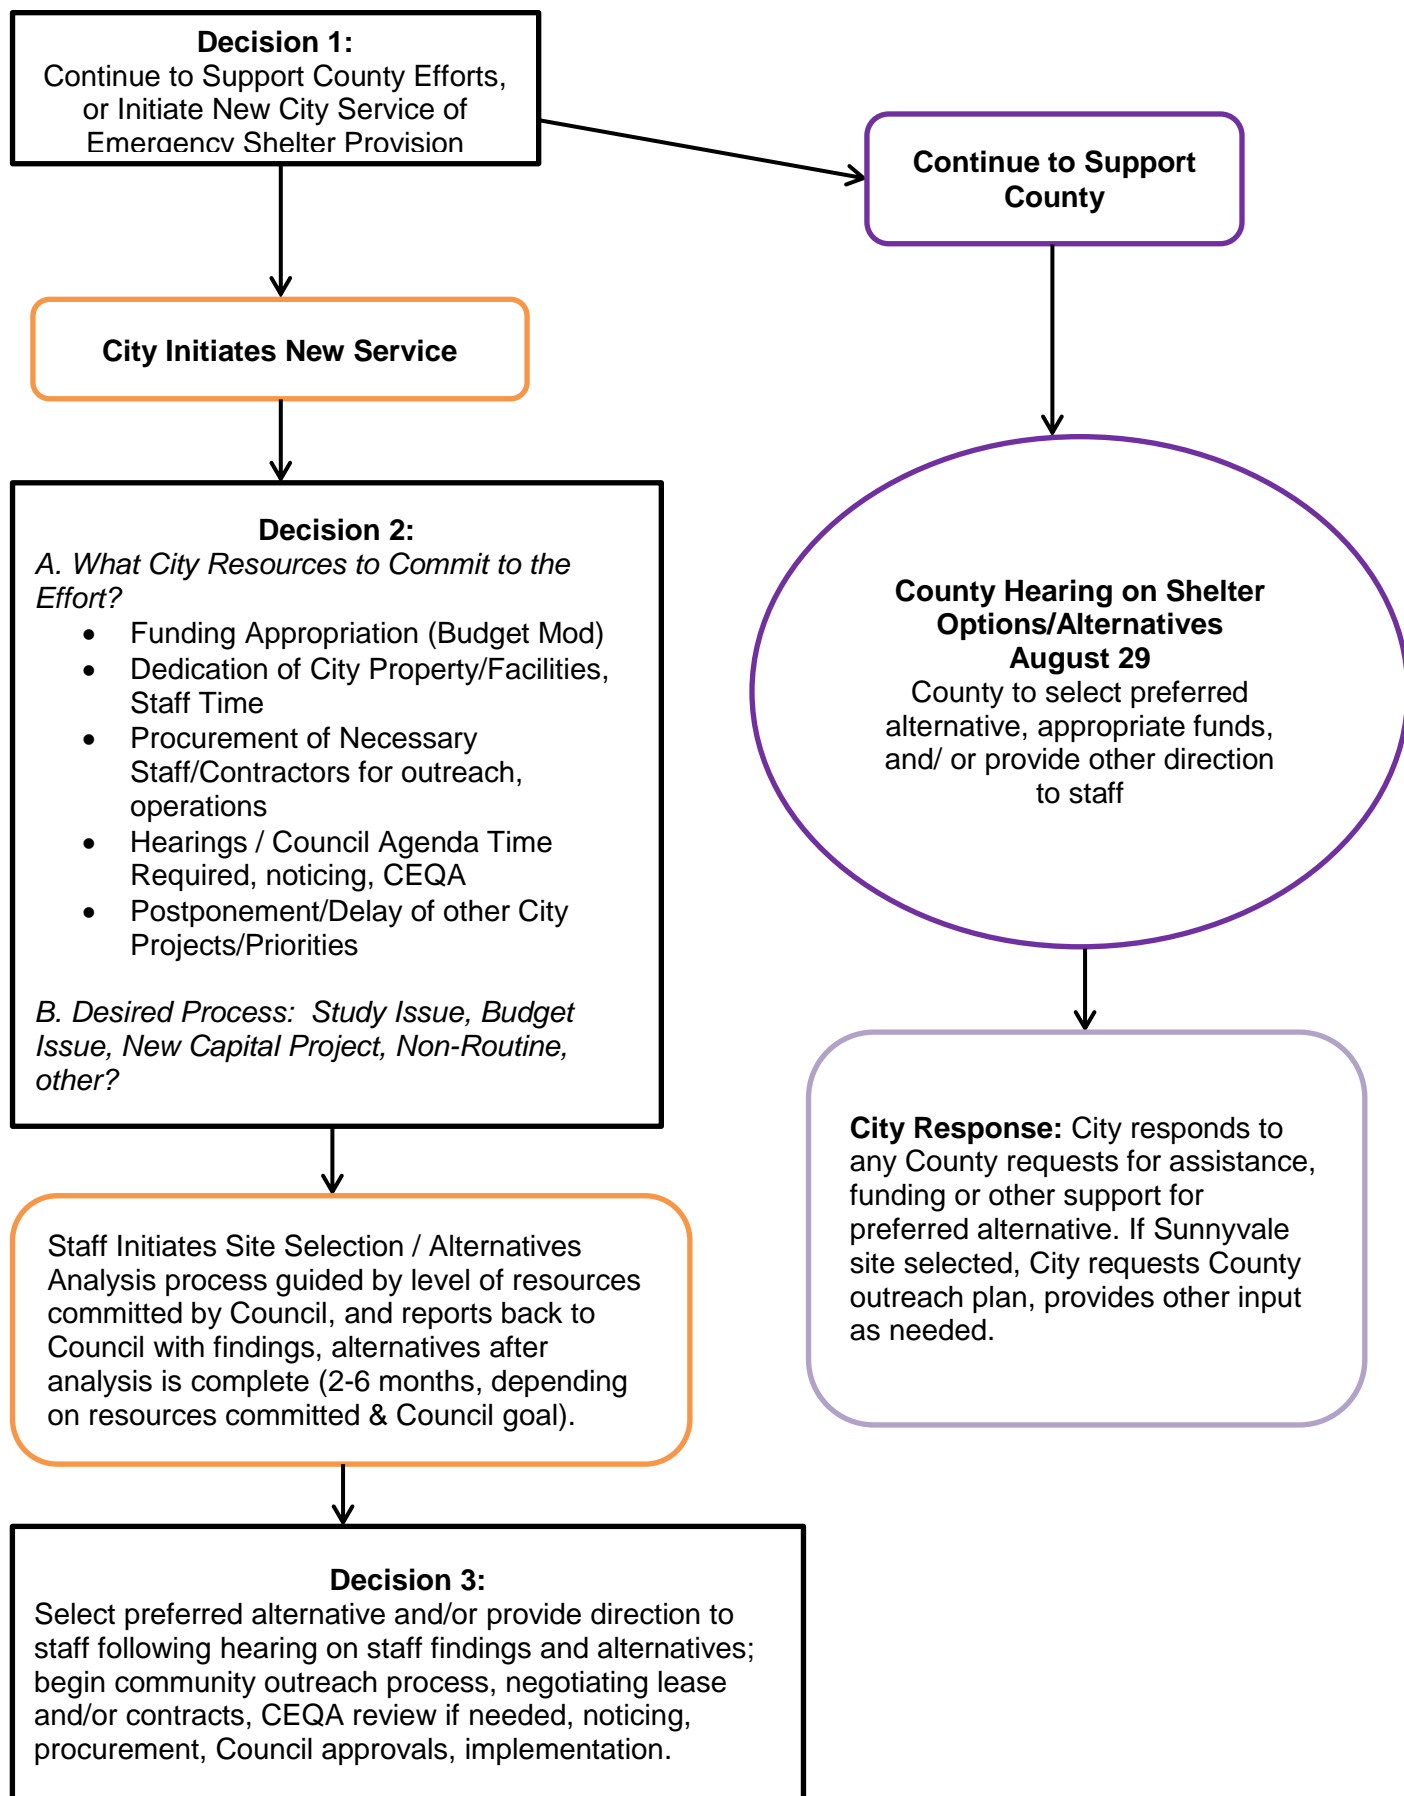 Decision 1:
Continue to Support County Efforts,
or Initiate New City Service of
Emergency Shelter Provision
Continue to Support
County
City Initiates New Service
Decision 2:
A. What City Resources to Commit to the
Effort?
• Funding Appropriation (Budget Mod)
• Dedication of City Property/Facilities,
Staff Time
• Procurement of Necessary
Staff/Contractors for outreach,
operations
• Hearings / Council Agenda Time
Required, noticing, CEQA
• Postponement/Delay of other City
Projects/Priorities
B. Desired Process:  Study Issue, Budget
Issue, New Capital Project, Non-Routine,
other?
County Hearing on Shelter
Options/Alternatives
August 29
County to select preferred
alternative, appropriate funds,
and/ or provide other direction
to staff
City Response: City responds to
any County requests for assistance,
funding or other support for
preferred alternative. If Sunnyvale
site selected, City requests County
outreach plan, provides other input
as needed.
Staff Initiates Site Selection / Alternatives
Analysis process guided by level of resources
committed by Council, and reports back to
Council with findings, alternatives after
analysis is complete (2-6 months, depending
on resources committed & Council goal).
Decision 3:
Select preferred alternative and/or provide direction to
staff following hearing on staff findings and alternatives;
begin community outreach process, negotiating lease
and/or contracts, CEQA review if needed, noticing,
procurement, Council approvals, implementation.